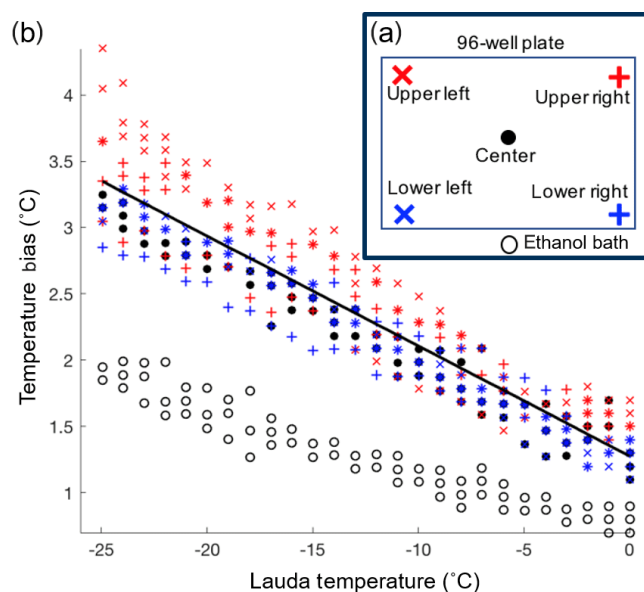 (b)
(a)
96-well plate
Upper left
Upper right
Center
Lower left
Lower right
Ethanol bath
Temperature bias (˚C)
4
3.5
3
2.5
2
1.5
1
-25 -20 -15 -10 -5 0
Lauda temperature (˚C)